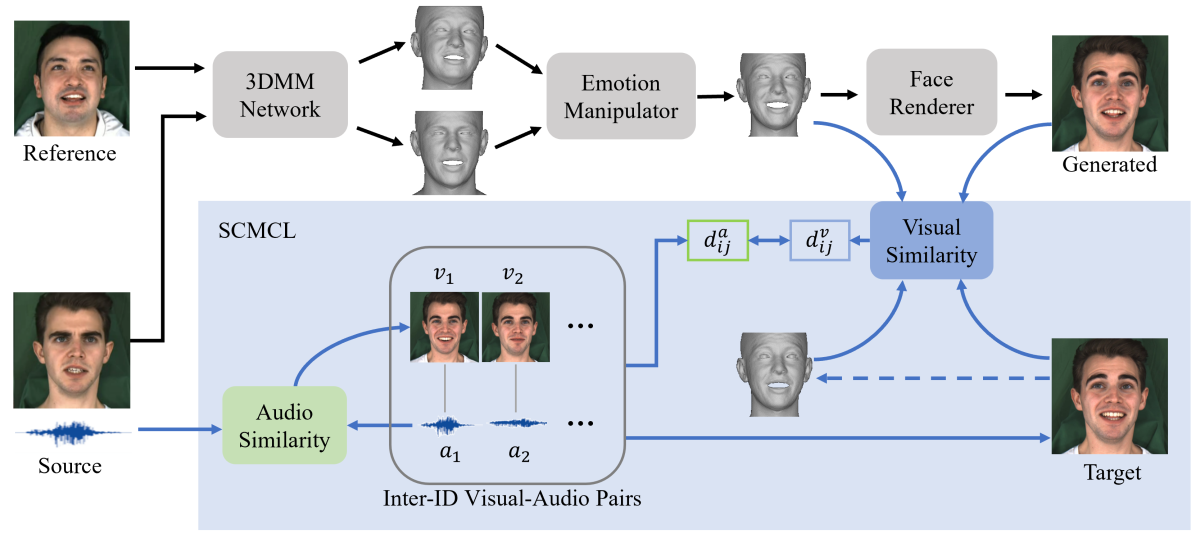 3DMM
Network
Emotion
Manipulator
Face
Renderer
Reference
Generated
SCMCL
Visual
Similarity
$d_{ij}^{a}$
$d_{ij}^{v}$
$v_1$ $v_2$
...
Audio
Similarity
...
$a_1$ $a_2$
Source
Target
Inter-ID Visual-Audio Pairs